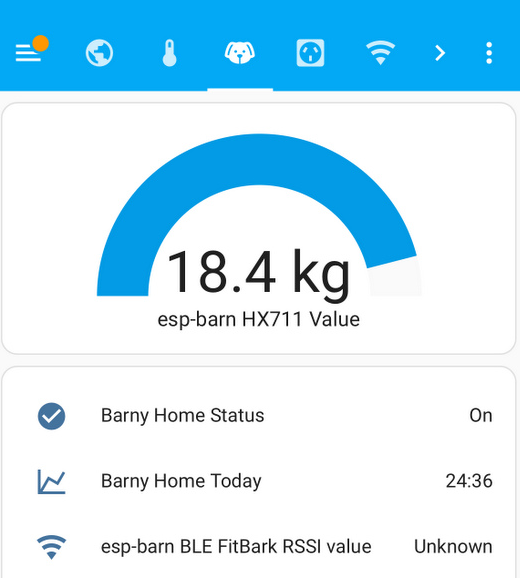 18.4 kg
esp-barn HX711 Value
Barny Home Status On
Barny Home Today 24:36
esp-barn BLE FitBark RSSI value Unknown